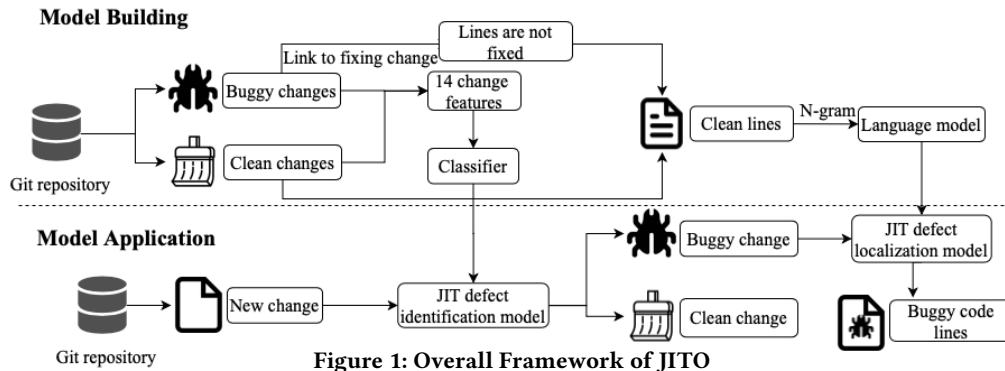 Model Building
Lines are not
fixed
Link to fixing change
Buggy changes
14 change
features
Clean lines
N-gram
Language model
Git repository
Clean changes
Classifier
Model Application
Buggy change
JIT defect
localization model
New change
JIT defect
identification model
Clean change
Buggy code
lines
Git repository
Figure 1: Overall Framework of JITO